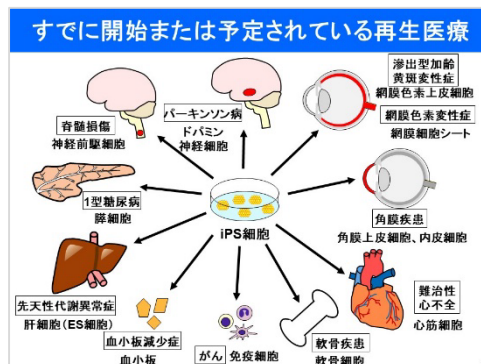 すでに開始または予定されている再生医療
滲出型加齢
黄斑変性症
網膜色素上皮細胞
網膜色素変性症
網膜細胞シート
パーキンソン病
ドパミン
神経細胞
脊髄損傷
神経前駆細胞
1型糖尿病
膵細胞
iPS細胞
角膜疾患
角膜上皮細胞、内皮細胞
先天性代謝異常症
肝細胞(ES細胞)
血小板減少症
血小板
がん 免疫細胞
軟骨疾患
軟骨細胞
難治性
心不全
心筋細胞